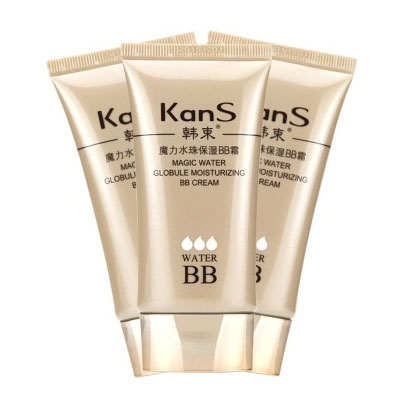 KanS
韩束®
魔力水珠保湿BB霜
MAGIC WATER
GLOBULE MOISTURIZING
BB CREAM
WATER
BB